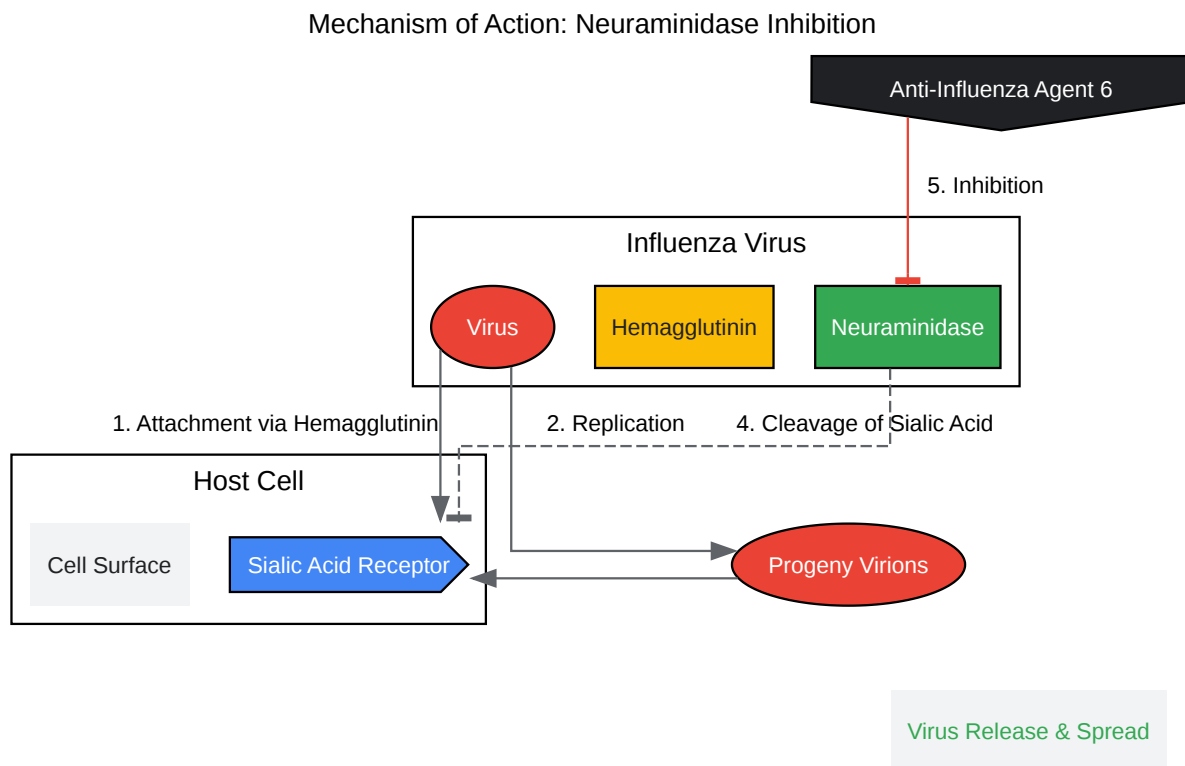 Mechanism of Action: Neuraminidase Inhibition
Anti-Influenza Agent 6
5. Inhibition
Influenza Virus
Virus
Hemagglutinin
Neuraminidase
1. Attachment via Hemagglutinin
2. Replication
4. Cleavage of Sialic Acid
Host Cell
Cell Surface
Sialic Acid Receptor
Progeny Virions
Virus Release & Spread